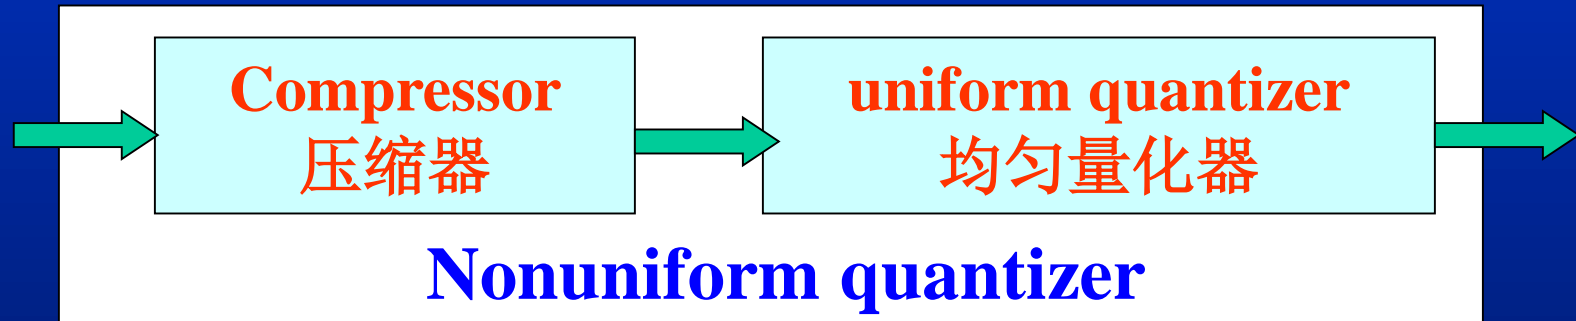 Compressor
压缩器
uniform quantizer
均匀量化器
Nonuniform quantizer